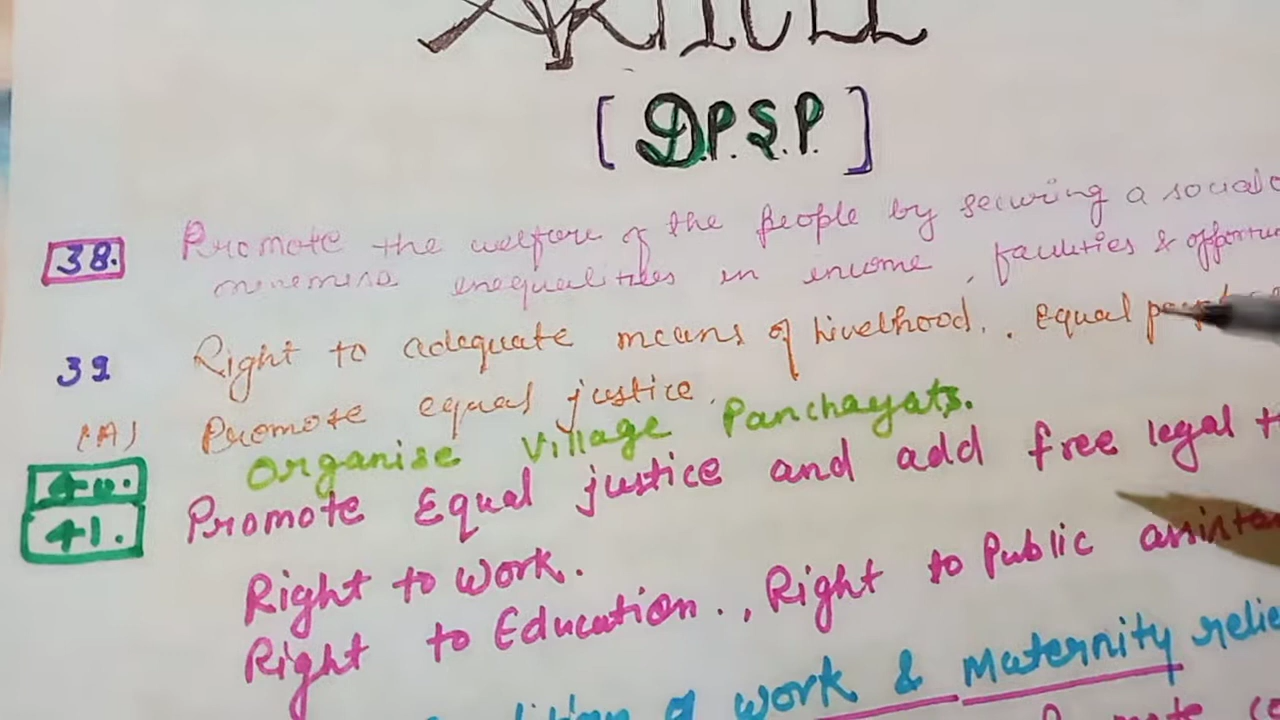 ARTICLE
[D.P.S.P.]
38. Promote the welfare of the people by securing a social
minimise inequalities in income, facilities &
39 Right to adequate means of livelihood. . Equal
(A) Promote equal justice.
40. Organise Village Panchayats.
41. Promote Equal justice and add free legal
Right to Work.
Right to Education., Right to Public
of work & Maternity